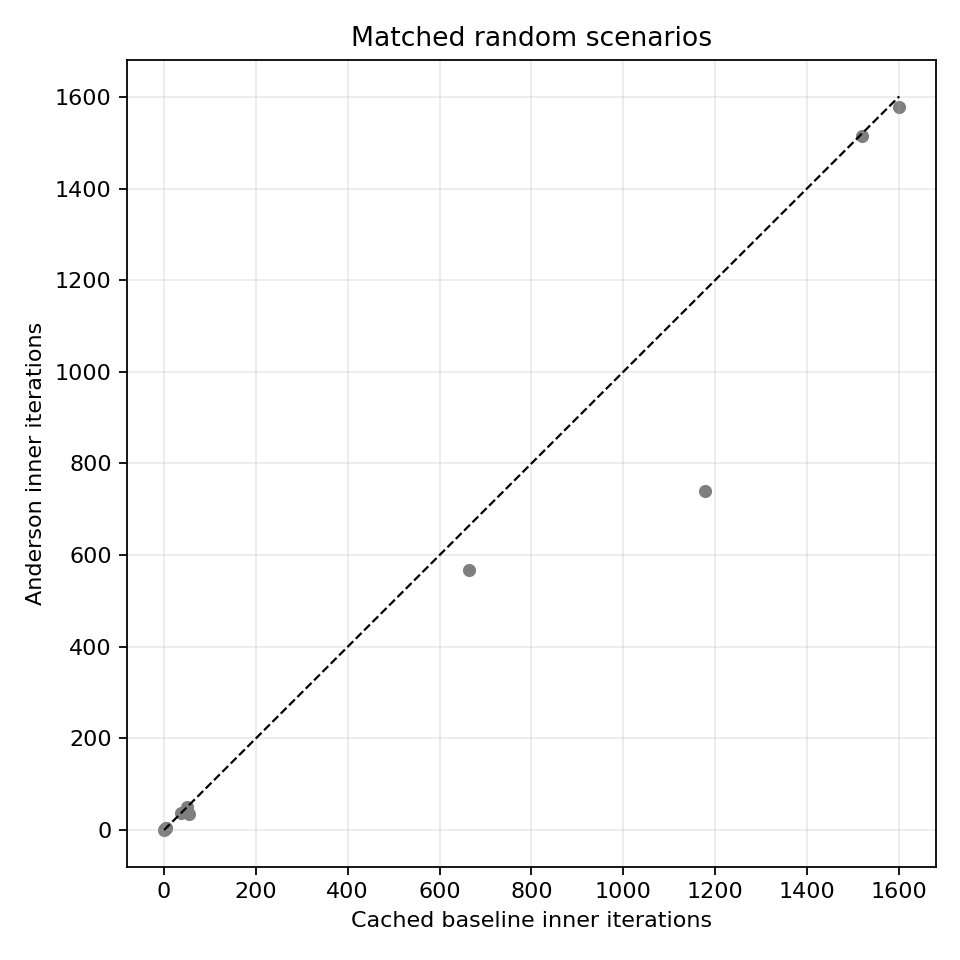 Matched random scenarios
1600
1400
1200
1000
800
600
400
200
0
Anderson inner iterations
0 200 400 600 800 1000 1200 1400 1600
Cached baseline inner iterations